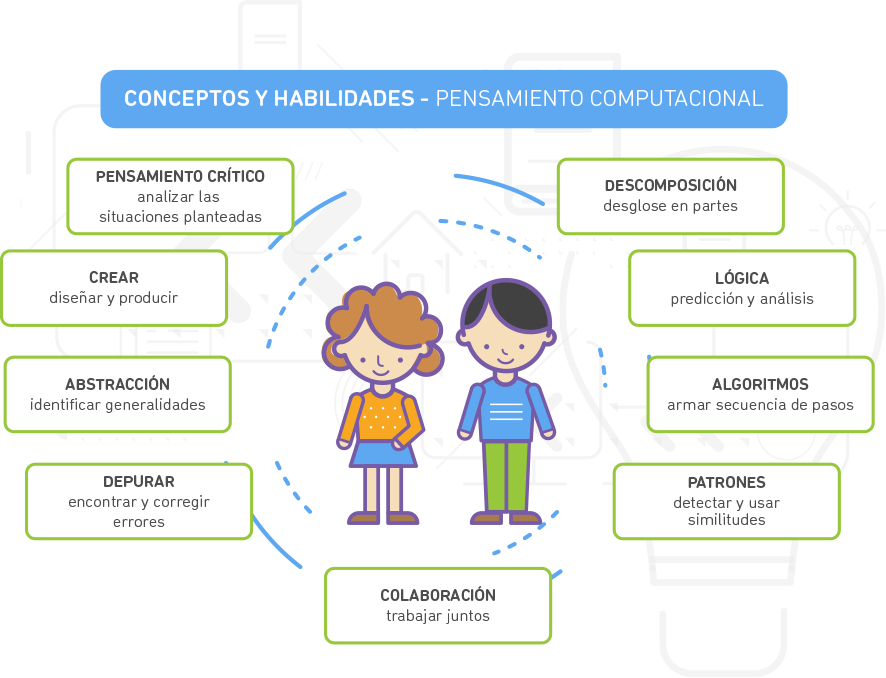 CONCEPTOS Y HABILIDADES - PENSAMIENTO COMPUTACIONAL
PENSAMIENTO CRÍTICO
analizar las
situaciones planteadas
DESCOMPOSICIÓN
desglose en partes
CREAR
diseñar y producir
LÓGICA
predicción y análisis
ABSTRACCIÓN
identificar generalidades
ALGORITMOS
armar secuencia de pasos
DEPURAR
encontrar y corregir
errores
PATRONES
detectar y usar
similitudes
COLABORACIÓN
trabajar juntos